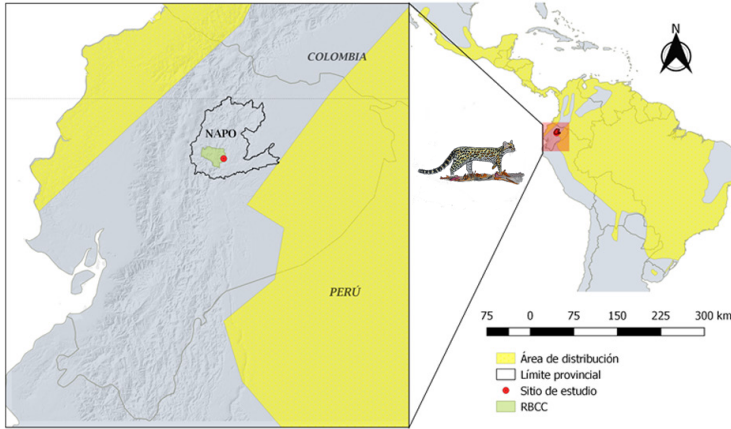 COLOMBIA
NAPO
PERÚ
N
75 0 75 150 225 300 km
Área de distribución
Límite provincial
Sitio de estudio
RBCC